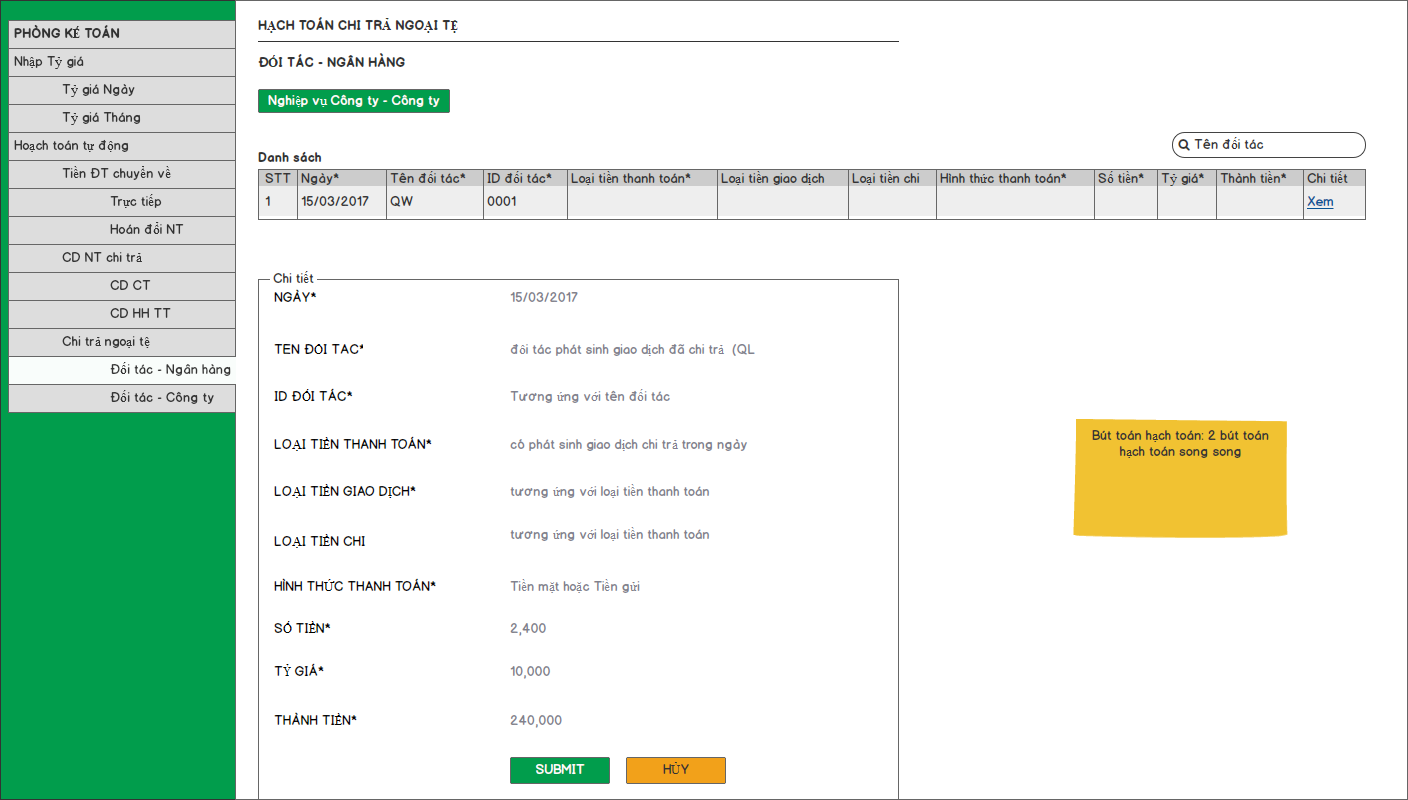 PHÒNG KẾ TOÁN
Nhập Tỷ giá
Tỷ giá Ngày
Tỷ giá Tháng
Hoạch toán tự động
Tiền ĐT chuyển về
Trực tiếp
Hoán đổi NT
CD NT chi trả
CD CT
CD HH TT
Chi trả ngoại tệ
Đối tác - Ngân hàng
Đối tác - Công ty
HẠCH TOÁN CHI TRẢ NGOẠI TỆ
ĐỐI TÁC - NGÂN HÀNG
Nghiệp vụ Công ty - Công ty
Tên đối tác
Danh sách
STT Ngày* Tên đối tác* ID đối tác* Loại tiền thanh toán* Loại tiền giao dịch Loại tiền chi Hình thức thanh toán* Số tiền* Tỷ giá* Thành tiền* Chi tiết
1 15/03/2017 QW 0001 Xem
Chi tiết
NGÀY* 15/03/2017
TÊN ĐỐI TÁC* đối tác phát sinh giao dịch đã chi trả (QL
ID ĐỐI TÁC* Tương ứng với tên đối tác
LOẠI TIỀN THANH TOÁN* có phát sinh giao dịch chi trả trong ngày
LOẠI TIỀN GIAO DỊCH* tương ứng với loại tiền thanh toán
LOẠI TIỀN CHI tương ứng với loại tiền thanh toán
HÌNH THỨC THANH TOÁN* Tiền mặt hoặc Tiền gửi
SỐ TIỀN* 2,400
TỶ GIÁ* 10,000
THÀNH TIỀN* 240,000
SUBMIT HỦY
Bút toán hạch toán: 2 bút toán
hạch toán song song